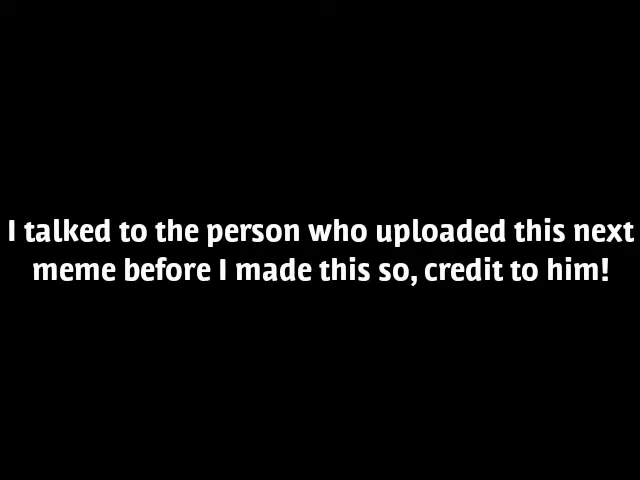 I talked to the person who uploaded this next
meme before I made this so, credit to him!